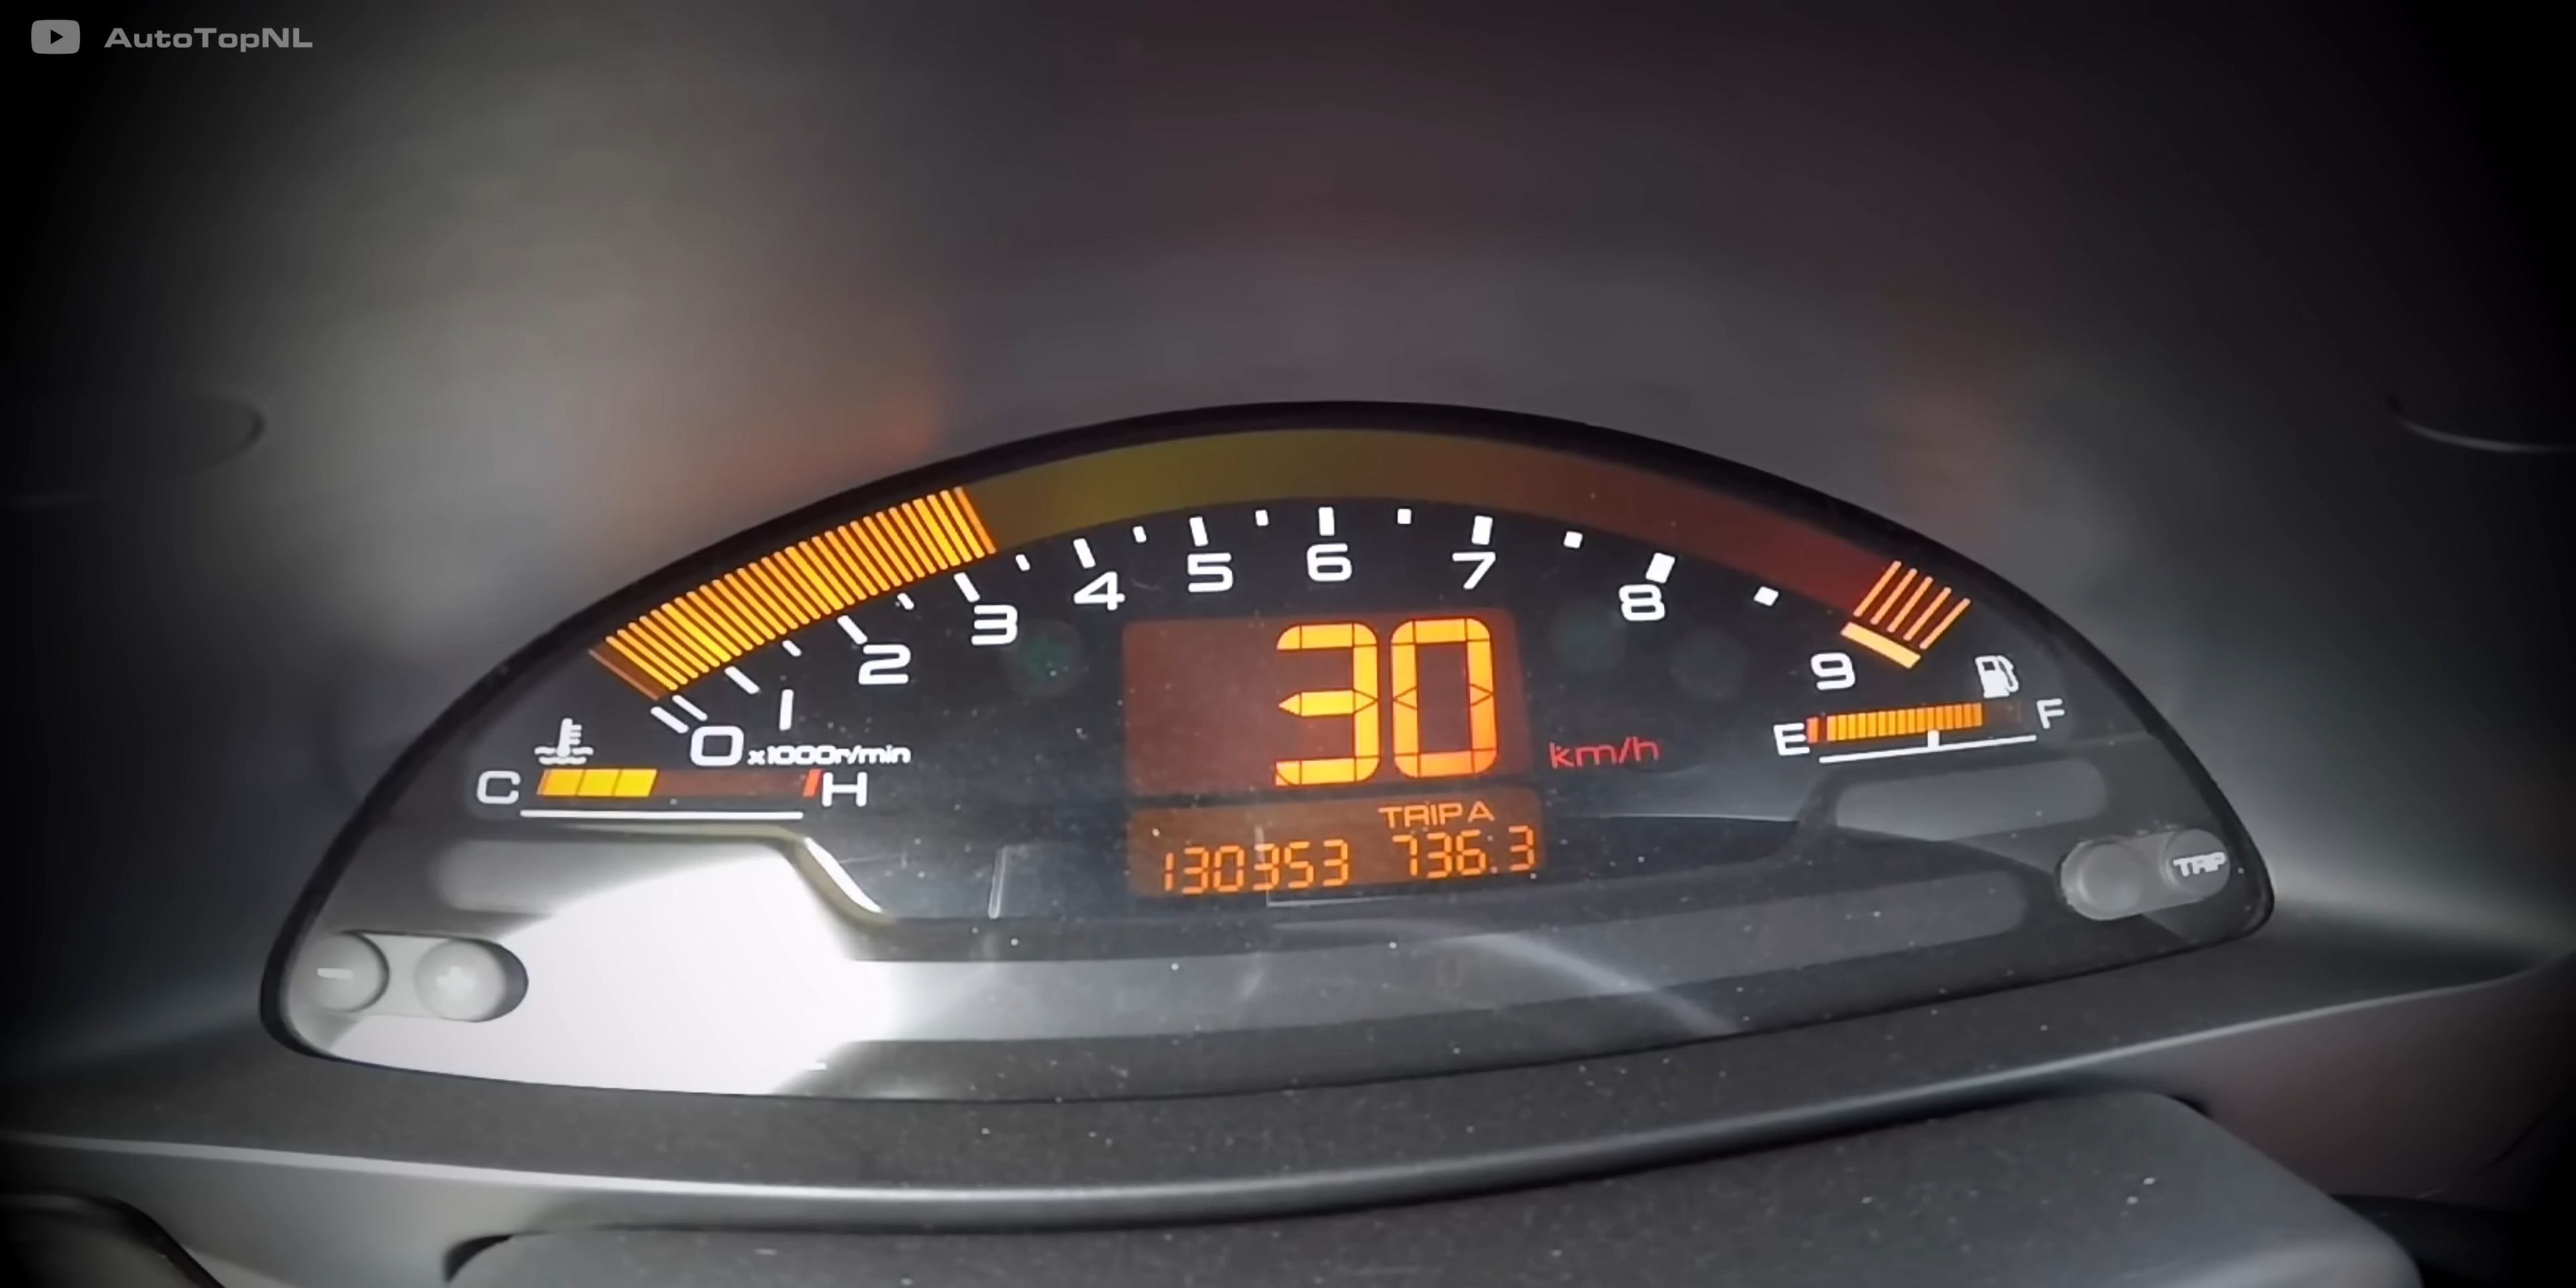 AutoTopNL
0 1 2 3 4 5 6 7 8 9
x1000r/min
C H
30 km/h
E F
TRIP A
130353 736.3
TRIP